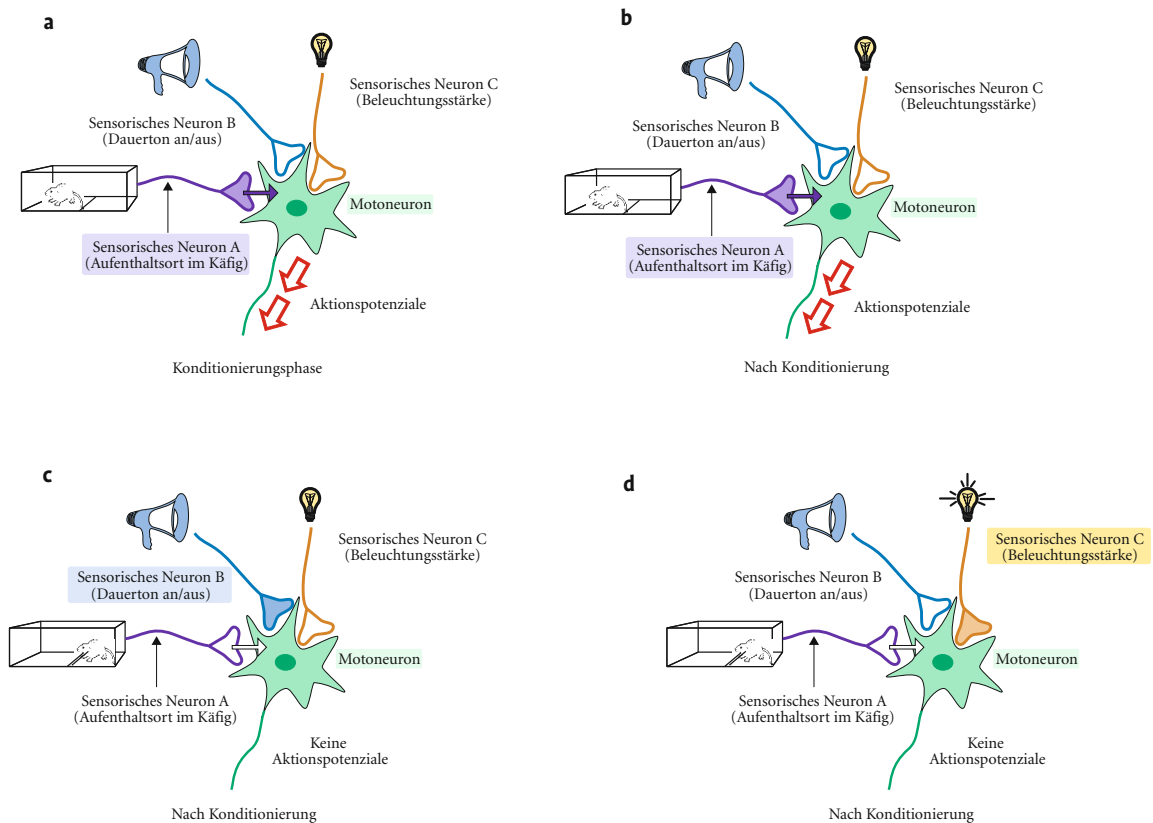 a
Sensorisches Neuron C
(Beleuchtungsstärke)
Sensorisches Neuron B
(Dauerton an/aus)
Motoneuron
Sensorisches Neuron A
(Aufenthaltsort im Käfig)
Aktionspotenziale
Konditionierungsphase
b
Sensorisches Neuron C
(Beleuchtungsstärke)
Sensorisches Neuron B
(Dauerton an/aus)
Motoneuron
Sensorisches Neuron A
(Aufenthaltsort im Käfig)
Aktionspotenziale
Nach Konditionierung
c
Sensorisches Neuron C
(Beleuchtungsstärke)
Sensorisches Neuron B
(Dauerton an/aus)
Motoneuron
Sensorisches Neuron A
(Aufenthaltsort im Käfig)
Keine
Aktionspotenziale
Nach Konditionierung
d
Sensorisches Neuron C
(Beleuchtungsstärke)
Sensorisches Neuron B
(Dauerton an/aus)
Motoneuron
Sensorisches Neuron A
(Aufenthaltsort im Käfig)
Keine
Aktionspotenziale
Nach Konditionierung